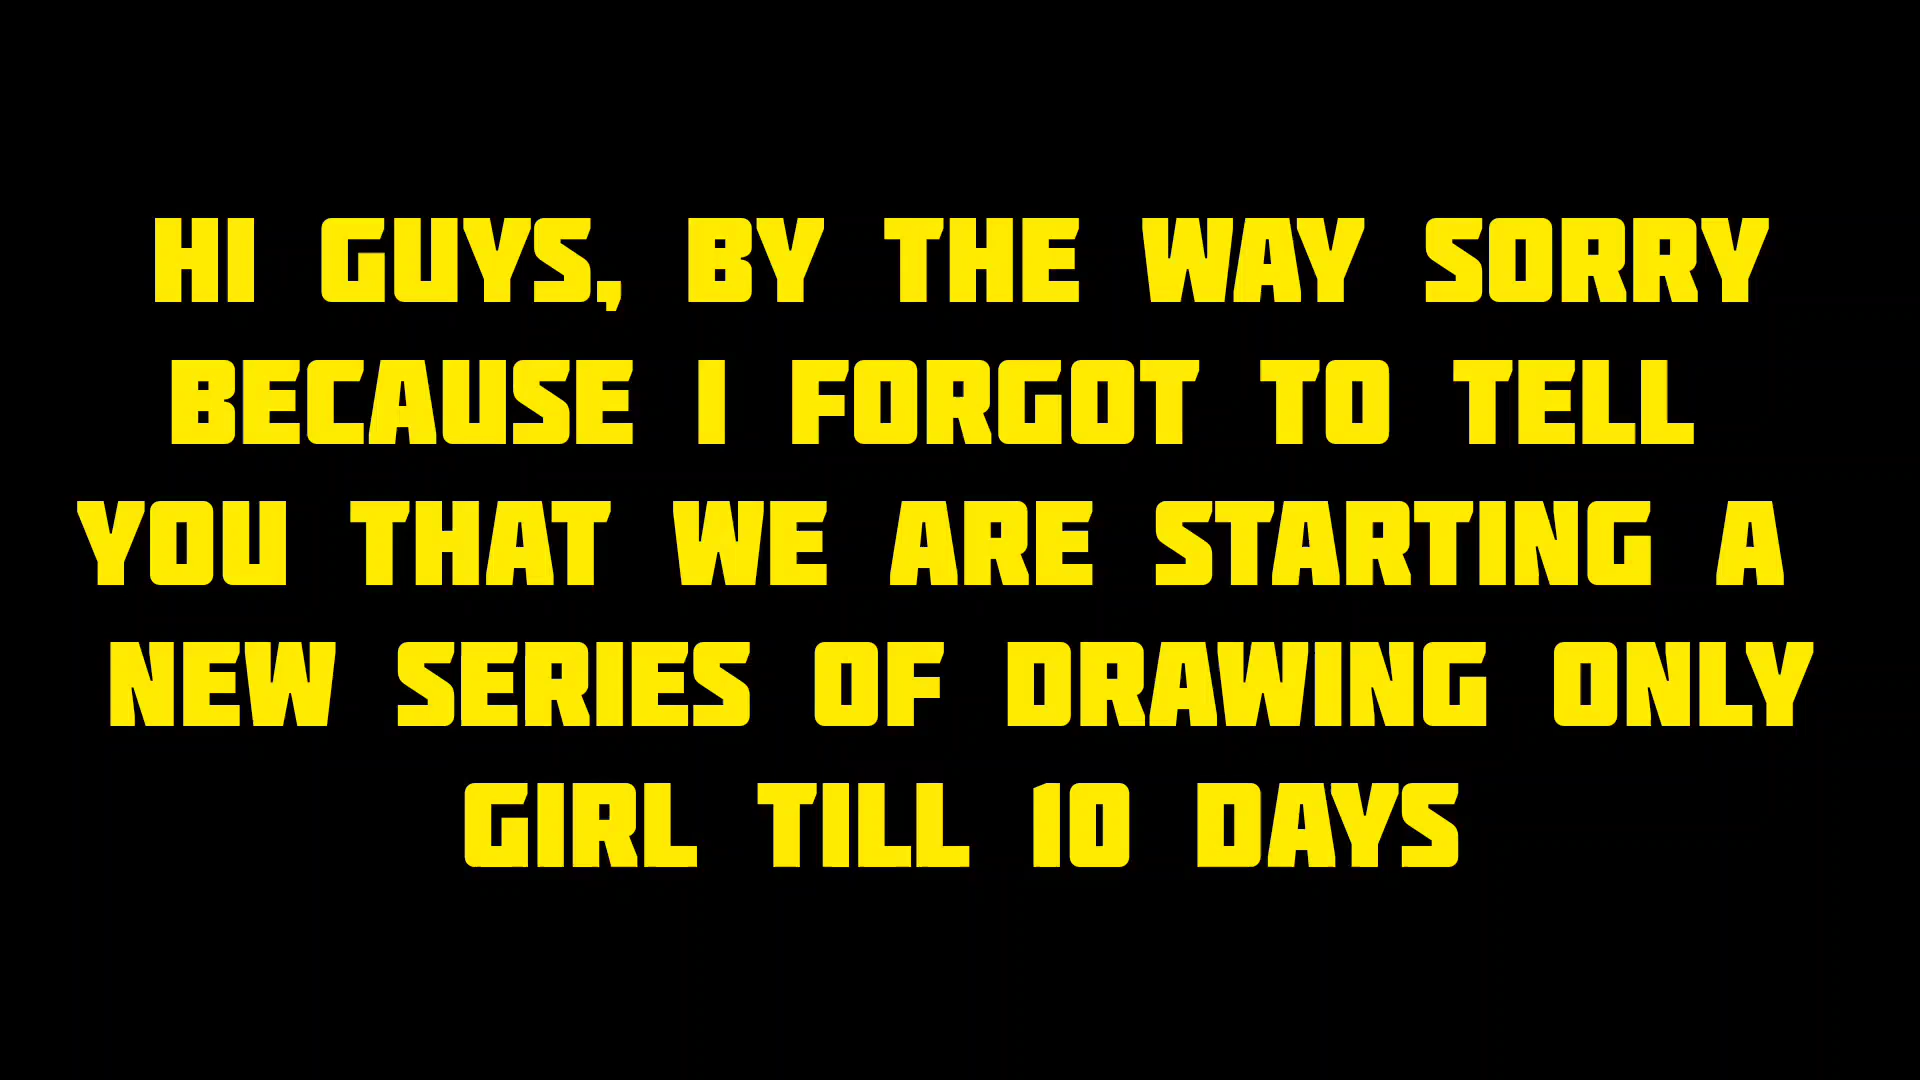 HI GUYS, BY THE WAY SORRY
BECAUSE I FORGOT TO TELL
YOU THAT WE ARE STARTING A
NEW SERIES OF DRAWING ONLY
GIRL TILL 10 DAYS